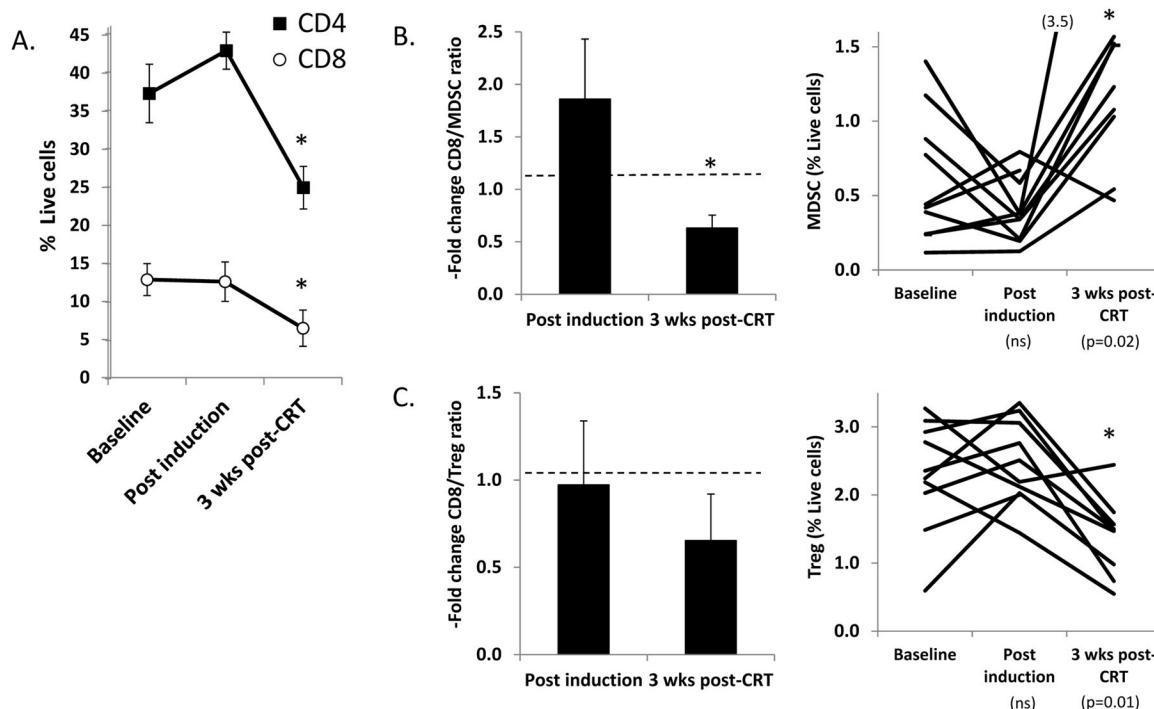 A.
CD4
CD8
45
40
35
30
25
20
15
10
5
0
% Live cells
*
*
Baseline
Post induction
3 wks post-CRT
B.
-Fold change CD8/MDSC ratio
2.5
2.0
1.5
1.0
0.5
0.0
*
Post induction 3 wks post-CRT
MDSC (% Live cells)
1.5
1.0
0.5
0.0
(3.5)
*
Baseline Post 3 wks post-
induction CRT
(ns) (p=0.02)
C.
-Fold change CD8/Treg ratio
1.5
1.0
0.5
0.0
Post induction 3 wks post-CRT
Treg (% Live cells)
3.0
2.0
1.0
0.0
*
Baseline Post 3 wks post-
induction CRT
(ns) (p=0.01)